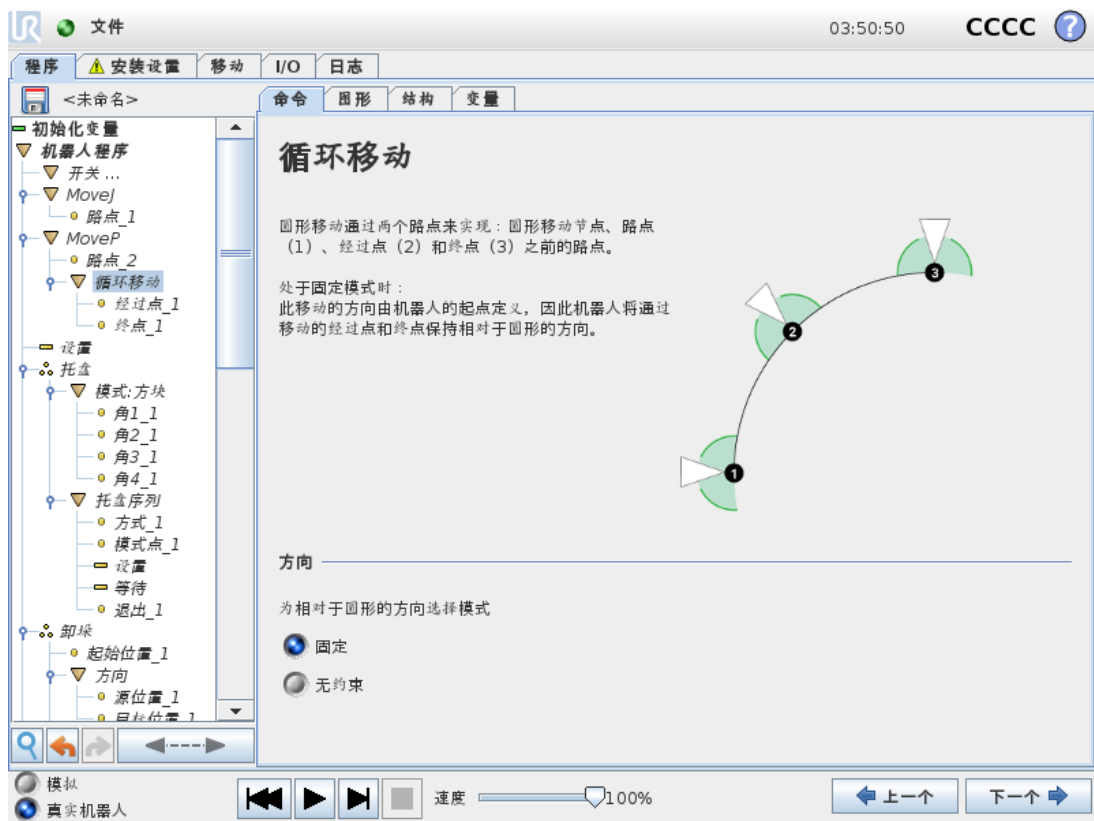 UR 文件 03:50:50 CCCC ?
程序 安装设置 移动 I/O 日志
<未命名>
命令 图形 结构 变量
初始化变量
机器人程序
开关 ...
MoveJ
路点_1
MoveP
路点_2
循环移动
经过点_1
终点_1
设置
托盘
模式:方块
角1_1
角2_1
角3_1
角4_1
托盘序列
方式_1
模式点_1
设置
等待
退出_1
卸垛
起始位置_1
方向
源位置_1
目标位置_1
循环移动
圆形移动通过两个路点来实现：圆形移动节点、路点
（1）、经过点（2）和终点（3）之前的路点。
处于固定模式时：
此移动的方向由机器人的起点定义，因此机器人将通过
移动的经过点和终点保持相对于圆形的方向。
3
2
1
方向
为相对于圆形的方向选择模式
固定
无约束
模拟
真实机器人
速度 100%
上一个 下一个